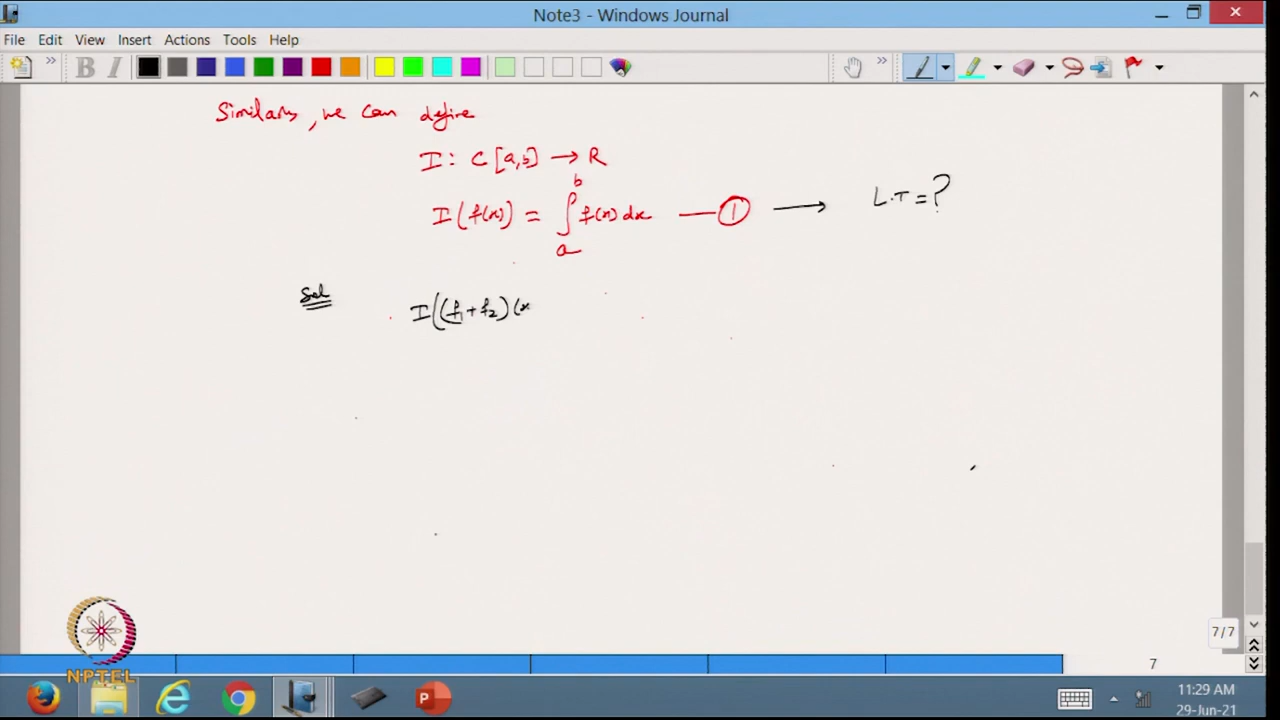 Note3 - Windows Journal
File Edit View Insert Actions Tools Help
Similarly, we can define
I : C [a,b] → R
I (f(x)) = ∫ₐᵇ f(x) dx — ① → L.T = ?
Sol I((f₁+f₂)(x
7/7
7
NPTEL
11:29 AM
29-Jun-21